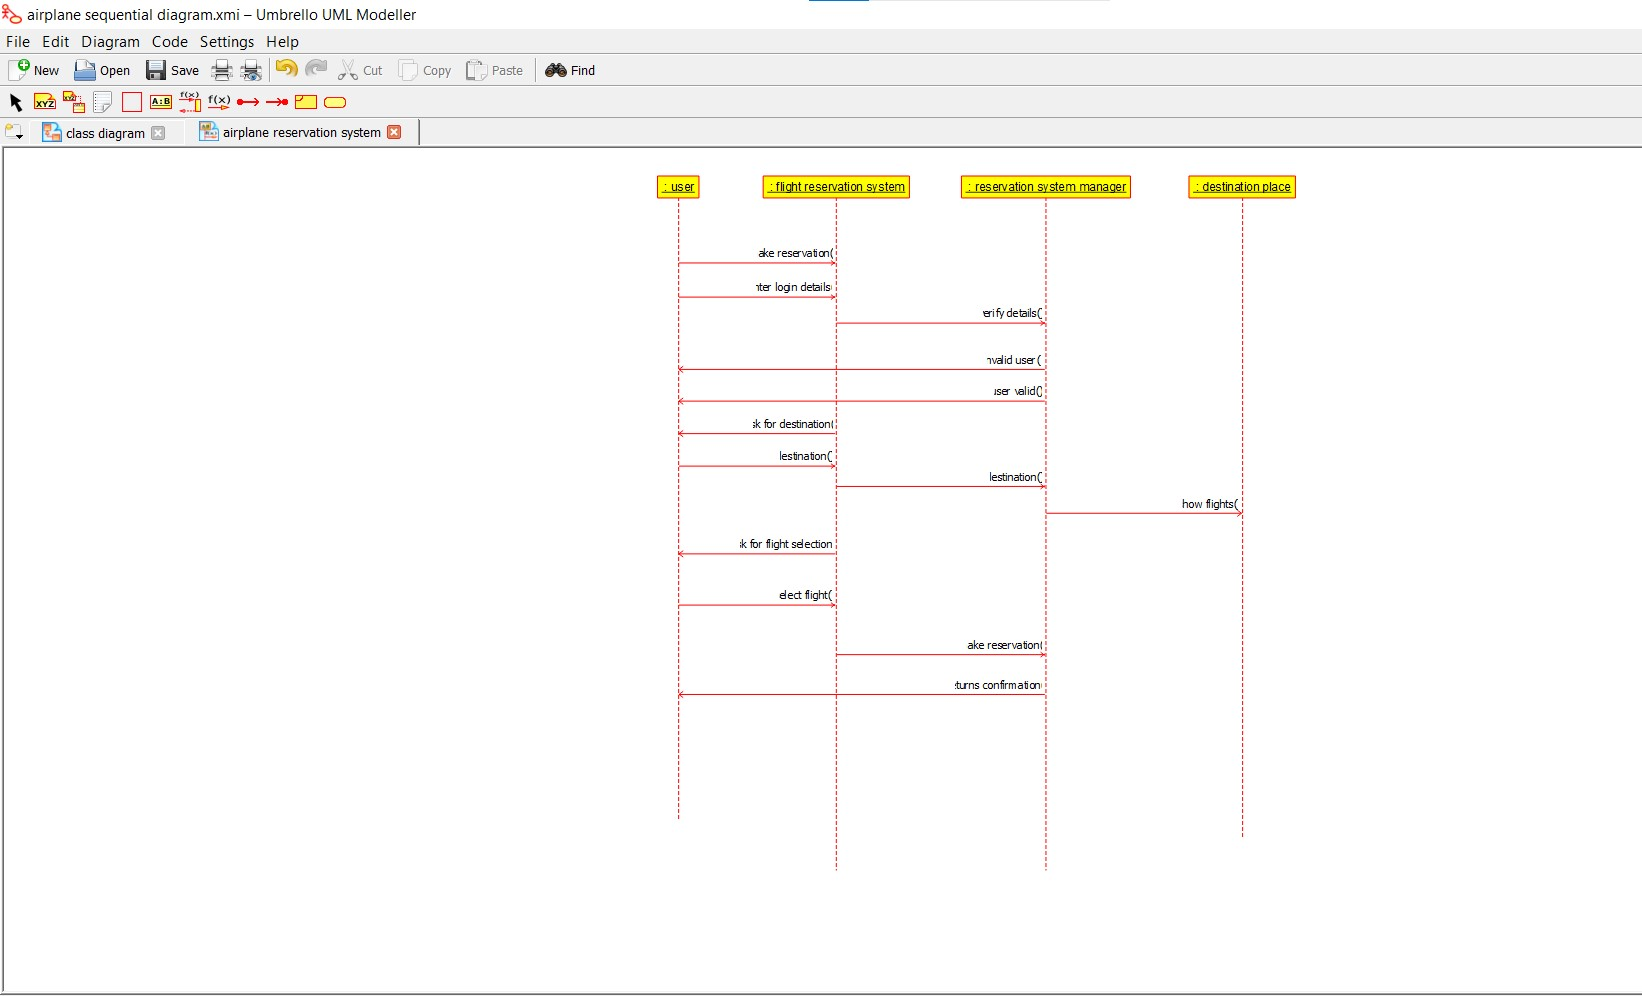 airplane sequential diagram.xmi – Umbrello UML Modeller
File Edit Diagram Code Settings Help
New Open Save Cut Copy Paste Find
XYZ XYZ A:B f(x) f(x)
class diagram airplane reservation system
: user : flight reservation system : reservation system manager : destination place
ake reservation(
nter login details
erify details(
nvalid user(
user valid()
sk for destination(
lestination(
lestination(
how flights(
sk for flight selection
elect flight(
ake reservation(
turns confirmation